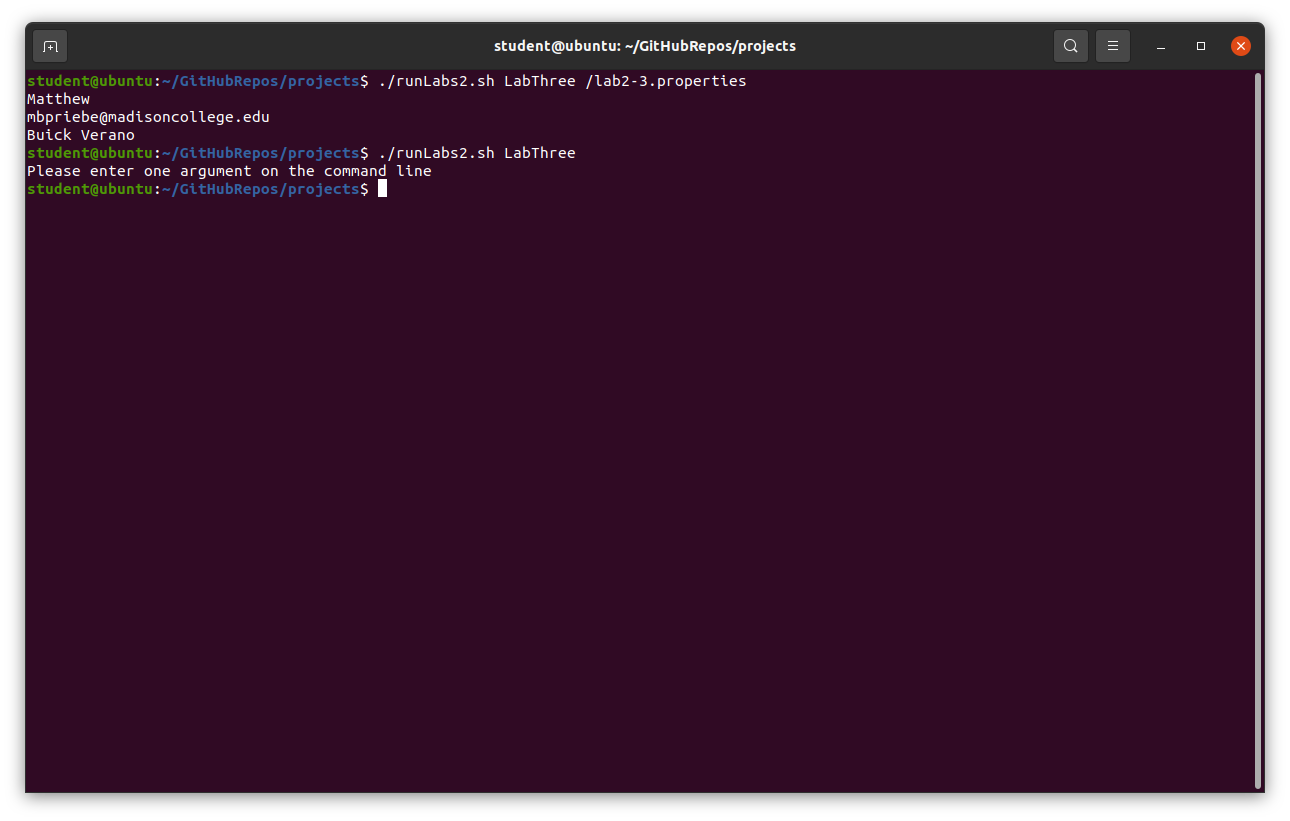 student@ubuntu: ~/GitHubRepos/projects
student@ubuntu:~/GitHubRepos/projects$ ./runLabs2.sh LabThree /lab2-3.properties
Matthew
mbpriebe@madisoncollege.edu
Buick Verano
student@ubuntu:~/GitHubRepos/projects$ ./runLabs2.sh LabThree
Please enter one argument on the command line
student@ubuntu:~/GitHubRepos/projects$